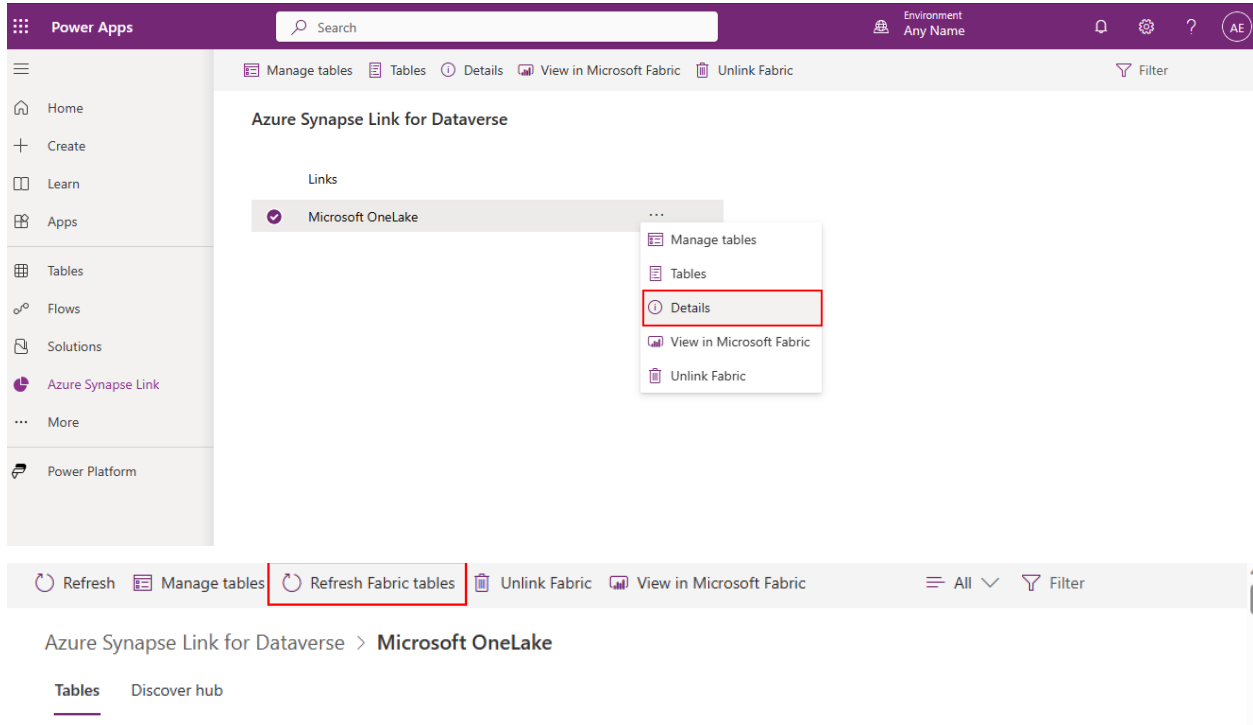 Power Apps
Search
Environment
Any Name
AE
Manage tables Tables Details View in Microsoft Fabric Unlink Fabric Filter
Home
Create
Learn
Apps
Tables
Flows
Solutions
Azure Synapse Link
More
Power Platform
Azure Synapse Link for Dataverse
Links
Microsoft OneLake ...
Manage tables
Tables
Details
View in Microsoft Fabric
Unlink Fabric
Refresh Manage tables Refresh Fabric tables Unlink Fabric View in Microsoft Fabric All Filter
Azure Synapse Link for Dataverse > Microsoft OneLake
Tables Discover hub